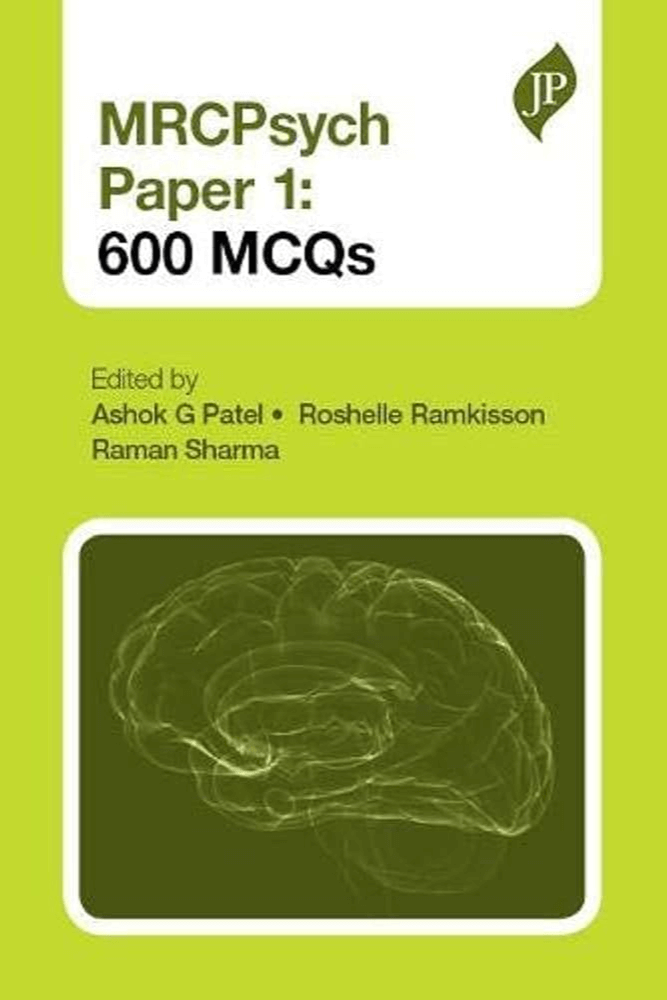 JP
MRCPsych
Paper 1:
600 MCQs
Edited by
Ashok G Patel • Roshelle Ramkisson
Raman Sharma